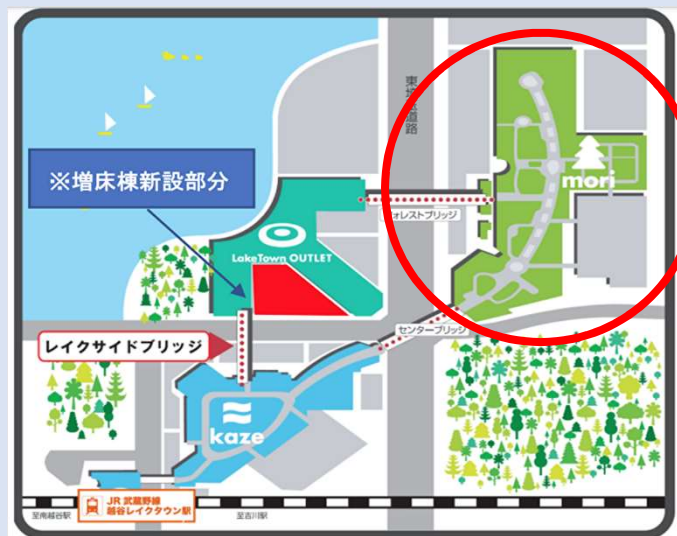 東埼玉道路
※増床棟新設部分
mori
フォレストブリッジ
LakeTown OUTLET
レイクサイドブリッジ
センターブリッジ
kaze
JR 武蔵野線
越谷レイクタウン駅
至南越谷駅
至吉川駅